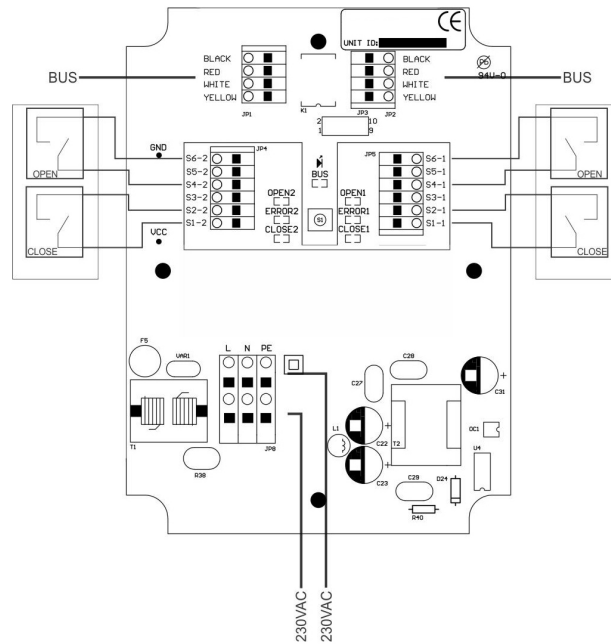 CE
UNIT ID:
BLACK
RED
WHITE
YELLOW
JP1
K1
BLACK
RED
WHITE
YELLOW
JP3
JP2
P6
94V-0
BUS
BUS
2
10
1
9
GND
JP4
S6-2
S5-2
S4-2
S3-2
S2-2
S1-2
VCC
OPEN
CLOSE
BUS
OPEN2
ERROR2
CLOSE2
S1
OPEN1
ERROR1
CLOSE1
JP5
S6-1
S5-1
S4-1
S3-1
S2-1
S1-1
OPEN
CLOSE
F5
VAR1
L N PE
T1
JP8
R38
C28
C27
C31
L1
C22
T2
OC1
C23
U4
C29
D24
R40
230VAC
230VAC